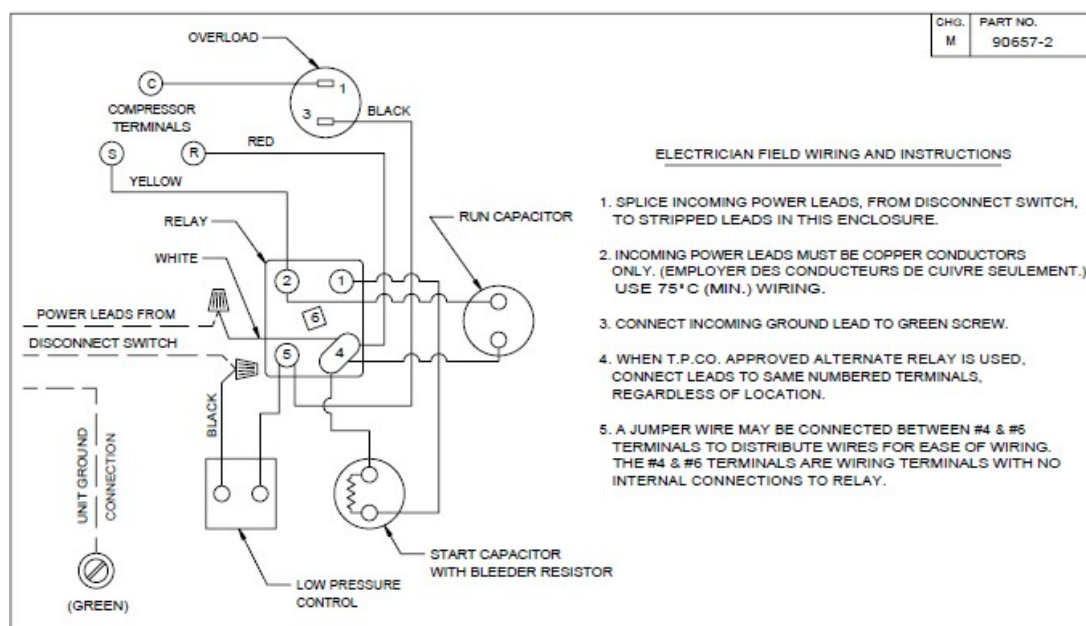 CHG. PART NO.
M 90657-2
OVERLOAD
C
1
3
BLACK
COMPRESSOR
TERMINALS
S
R
RED
YELLOW
RELAY
RUN CAPACITOR
WHITE
2
1
6
5
4
POWER LEADS FROM
DISCONNECT SWITCH
BLACK
UNIT GROUND
CONNECTION
START CAPACITOR
WITH BLEEDER RESISTOR
LOW PRESSURE
CONTROL
(GREEN)
ELECTRICIAN FIELD WIRING AND INSTRUCTIONS
1. SPLICE INCOMING POWER LEADS, FROM DISCONNECT SWITCH,
TO STRIPPED LEADS IN THIS ENCLOSURE.
2. INCOMING POWER LEADS MUST BE COPPER CONDUCTORS
ONLY. (EMPLOYER DES CONDUCTEURS DE CUIVRE SEULEMENT.)
USE 75°C (MIN.) WIRING.
3. CONNECT INCOMING GROUND LEAD TO GREEN SCREW.
4. WHEN T.P.CO. APPROVED ALTERNATE RELAY IS USED,
CONNECT LEADS TO SAME NUMBERED TERMINALS,
REGARDLESS OF LOCATION.
5. A JUMPER WIRE MAY BE CONNECTED BETWEEN #4 & #6
TERMINALS TO DISTRIBUTE WIRES FOR EASE OF WIRING.
THE #4 & #6 TERMINALS ARE WIRING TERMINALS WITH NO
INTERNAL CONNECTIONS TO RELAY.